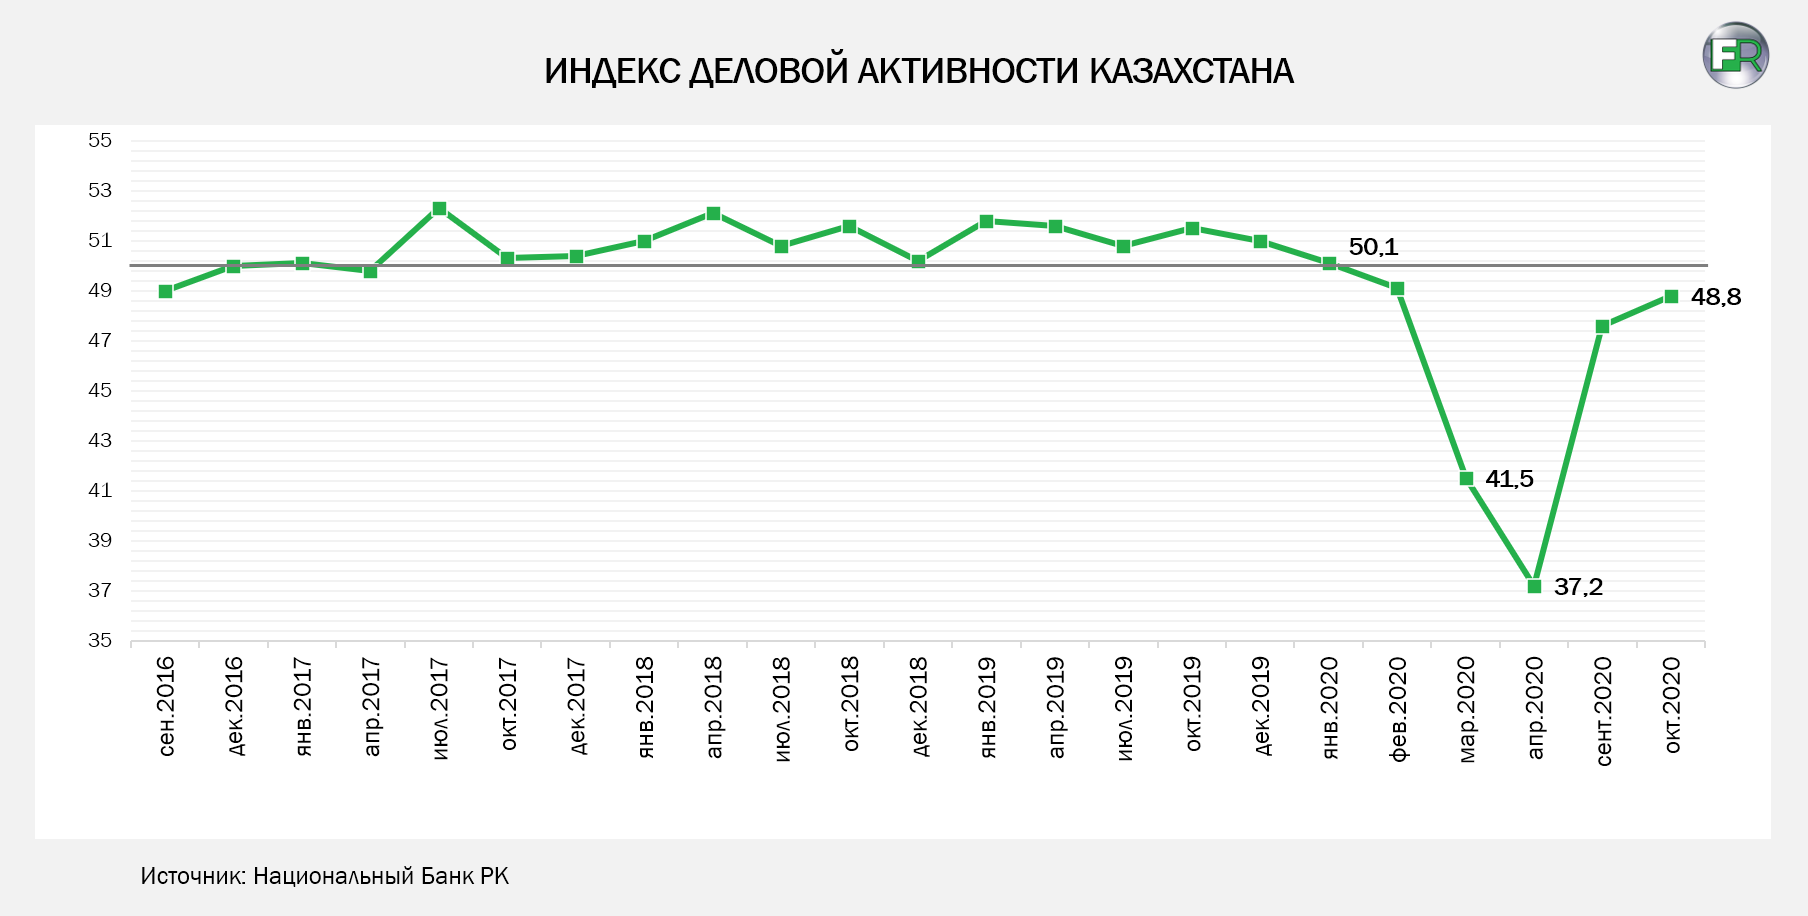 ИНДЕКС ДЕЛОВОЙ АКТИВНОСТИ КАЗАХСТАНА
FR
55
53
51
49
47
45
43
41
39
37
35
50,1
41,5
37,2
48,8
сен.2016
дек.2016
янв.2017
апр.2017
июл.2017
окт.2017
дек.2017
янв.2018
апр.2018
июл.2018
окт.2018
дек.2018
янв.2019
апр.2019
июл.2019
окт.2019
дек.2019
янв.2020
фев.2020
мар.2020
апр.2020
сент.2020
окт.2020
Источник: Национальный Банк РК